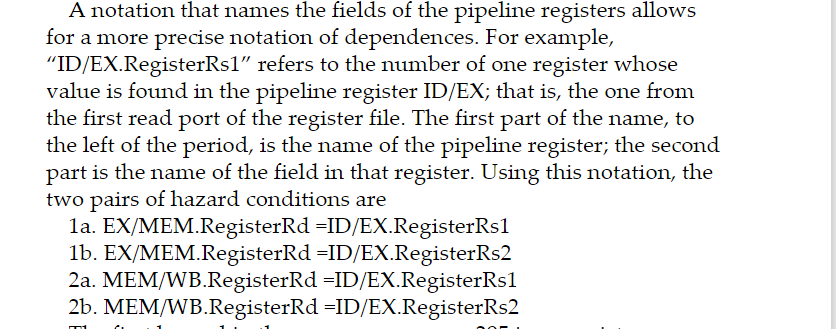 A notation that names the fields of the pipeline registers allows
for a more precise notation of dependences. For example,
“ID/EX.RegisterRs1” refers to the number of one register whose
value is found in the pipeline register ID/EX; that is, the one from
the first read port of the register file. The first part of the name, to
the left of the period, is the name of the pipeline register; the second
part is the name of the field in that register. Using this notation, the
two pairs of hazard conditions are
1a. EX/MEM.RegisterRd =ID/EX.RegisterRs1
1b. EX/MEM.RegisterRd =ID/EX.RegisterRs2
2a. MEM/WB.RegisterRd =ID/EX.RegisterRs1
2b. MEM/WB.RegisterRd =ID/EX.RegisterRs2